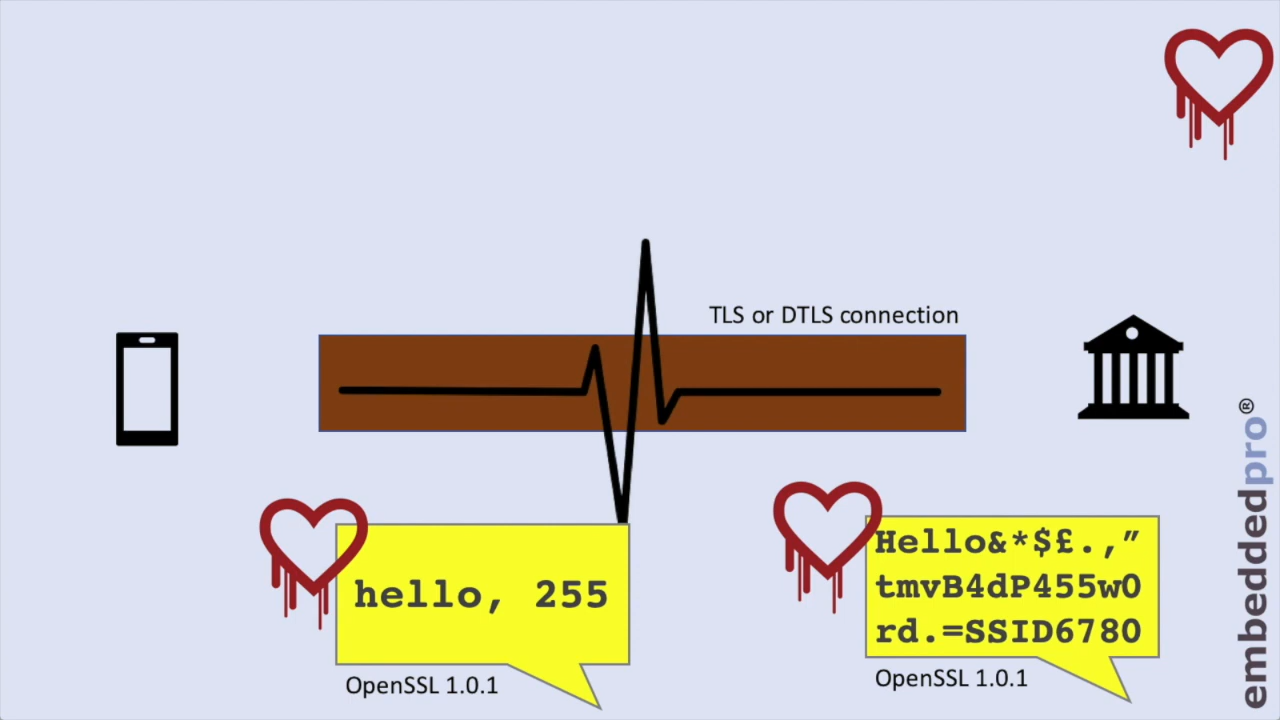 TLS or DTLS connection
hello, 255
OpenSSL 1.0.1
Hello&*$£.,”
tmvB4dP455w0
rd.=SSID6780
OpenSSL 1.0.1
embeddedpro®